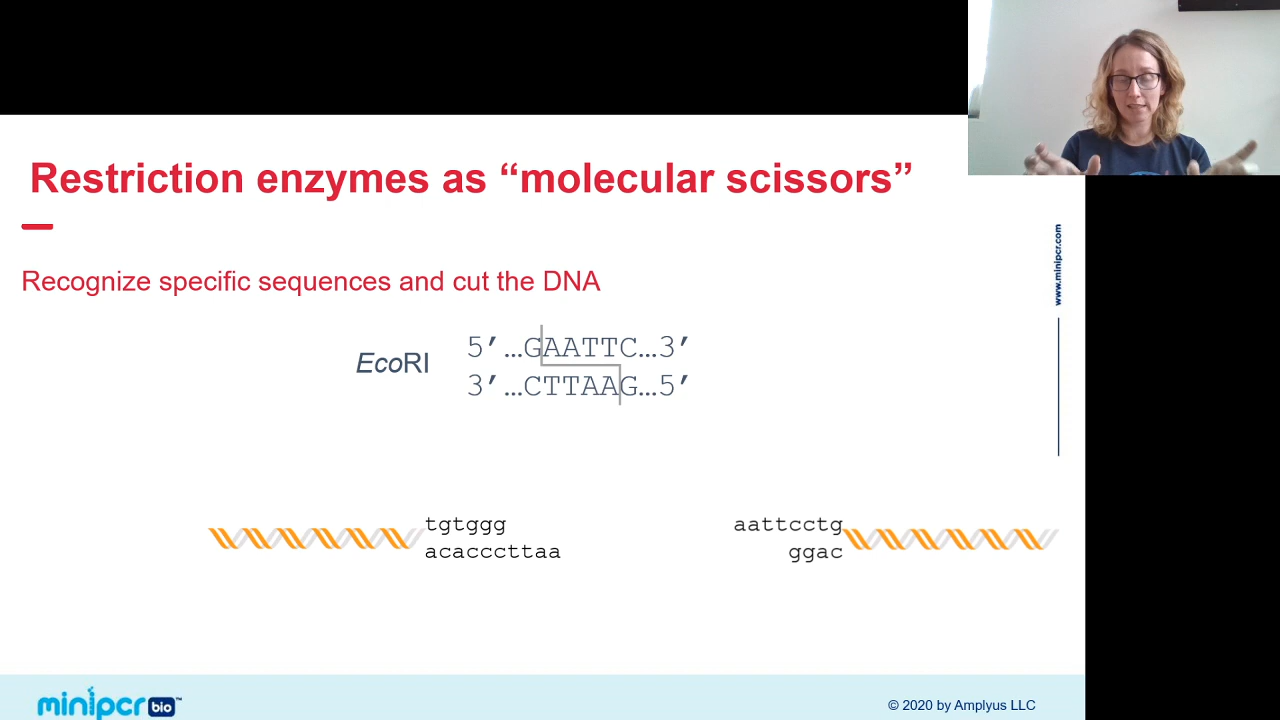 Restriction enzymes as “molecular scissors”
www.minipcr.com
Recognize specific sequences and cut the DNA
EcoRI
5’…GAATTC…3’
3’…CTTAAG…5’
tgtggg
acacccttaa
aattcctg
ggac
minipcr bio™
© 2020 by Amplyus LLC